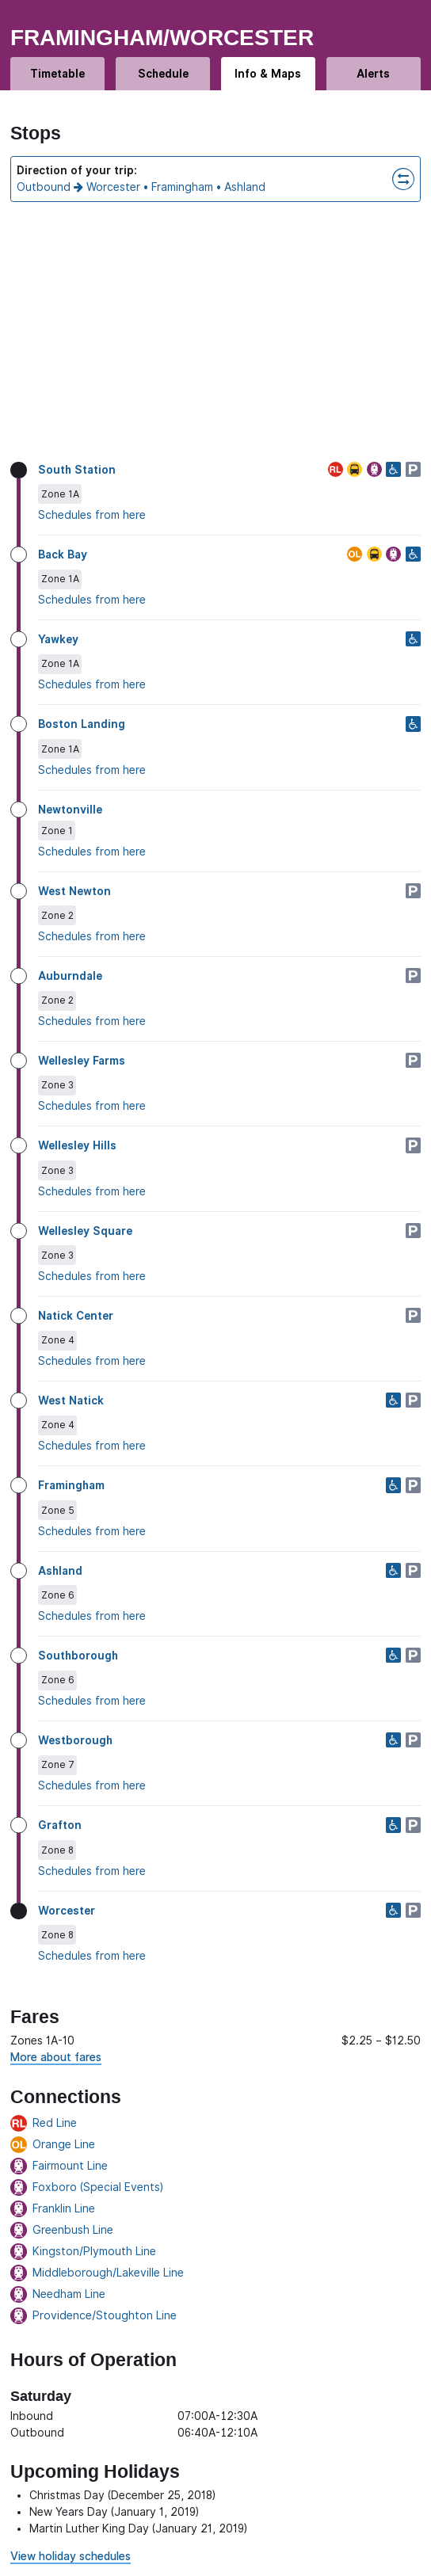 FRAMINGHAM/WORCESTER
Timetable Schedule Info & Maps Alerts
Stops
Direction of your trip:
Outbound → Worcester • Framingham • Ashland
South Station RL P
Zone 1A
Schedules from here
Back Bay OL
Zone 1A
Schedules from here
Yawkey
Zone 1A
Schedules from here
Boston Landing
Zone 1A
Schedules from here
Newtonville
Zone 1
Schedules from here
West Newton P
Zone 2
Schedules from here
Auburndale P
Zone 2
Schedules from here
Wellesley Farms P
Zone 3
Schedules from here
Wellesley Hills P
Zone 3
Schedules from here
Wellesley Square P
Zone 3
Schedules from here
Natick Center P
Zone 4
Schedules from here
West Natick P
Zone 4
Schedules from here
Framingham P
Zone 5
Schedules from here
Ashland P
Zone 6
Schedules from here
Southborough P
Zone 6
Schedules from here
Westborough P
Zone 7
Schedules from here
Grafton P
Zone 8
Schedules from here
Worcester P
Zone 8
Schedules from here
Fares
Zones 1A-10 $2.25 – $12.50
More about fares
Connections
RL Red Line
OL Orange Line
Fairmount Line
Foxboro (Special Events)
Franklin Line
Greenbush Line
Kingston/Plymouth Line
Middleborough/Lakeville Line
Needham Line
Providence/Stoughton Line
Hours of Operation
Saturday
Inbound 07:00A-12:30A
Outbound 06:40A-12:10A
Upcoming Holidays
• Christmas Day (December 25, 2018)
• New Years Day (January 1, 2019)
• Martin Luther King Day (January 21, 2019)
View holiday schedules